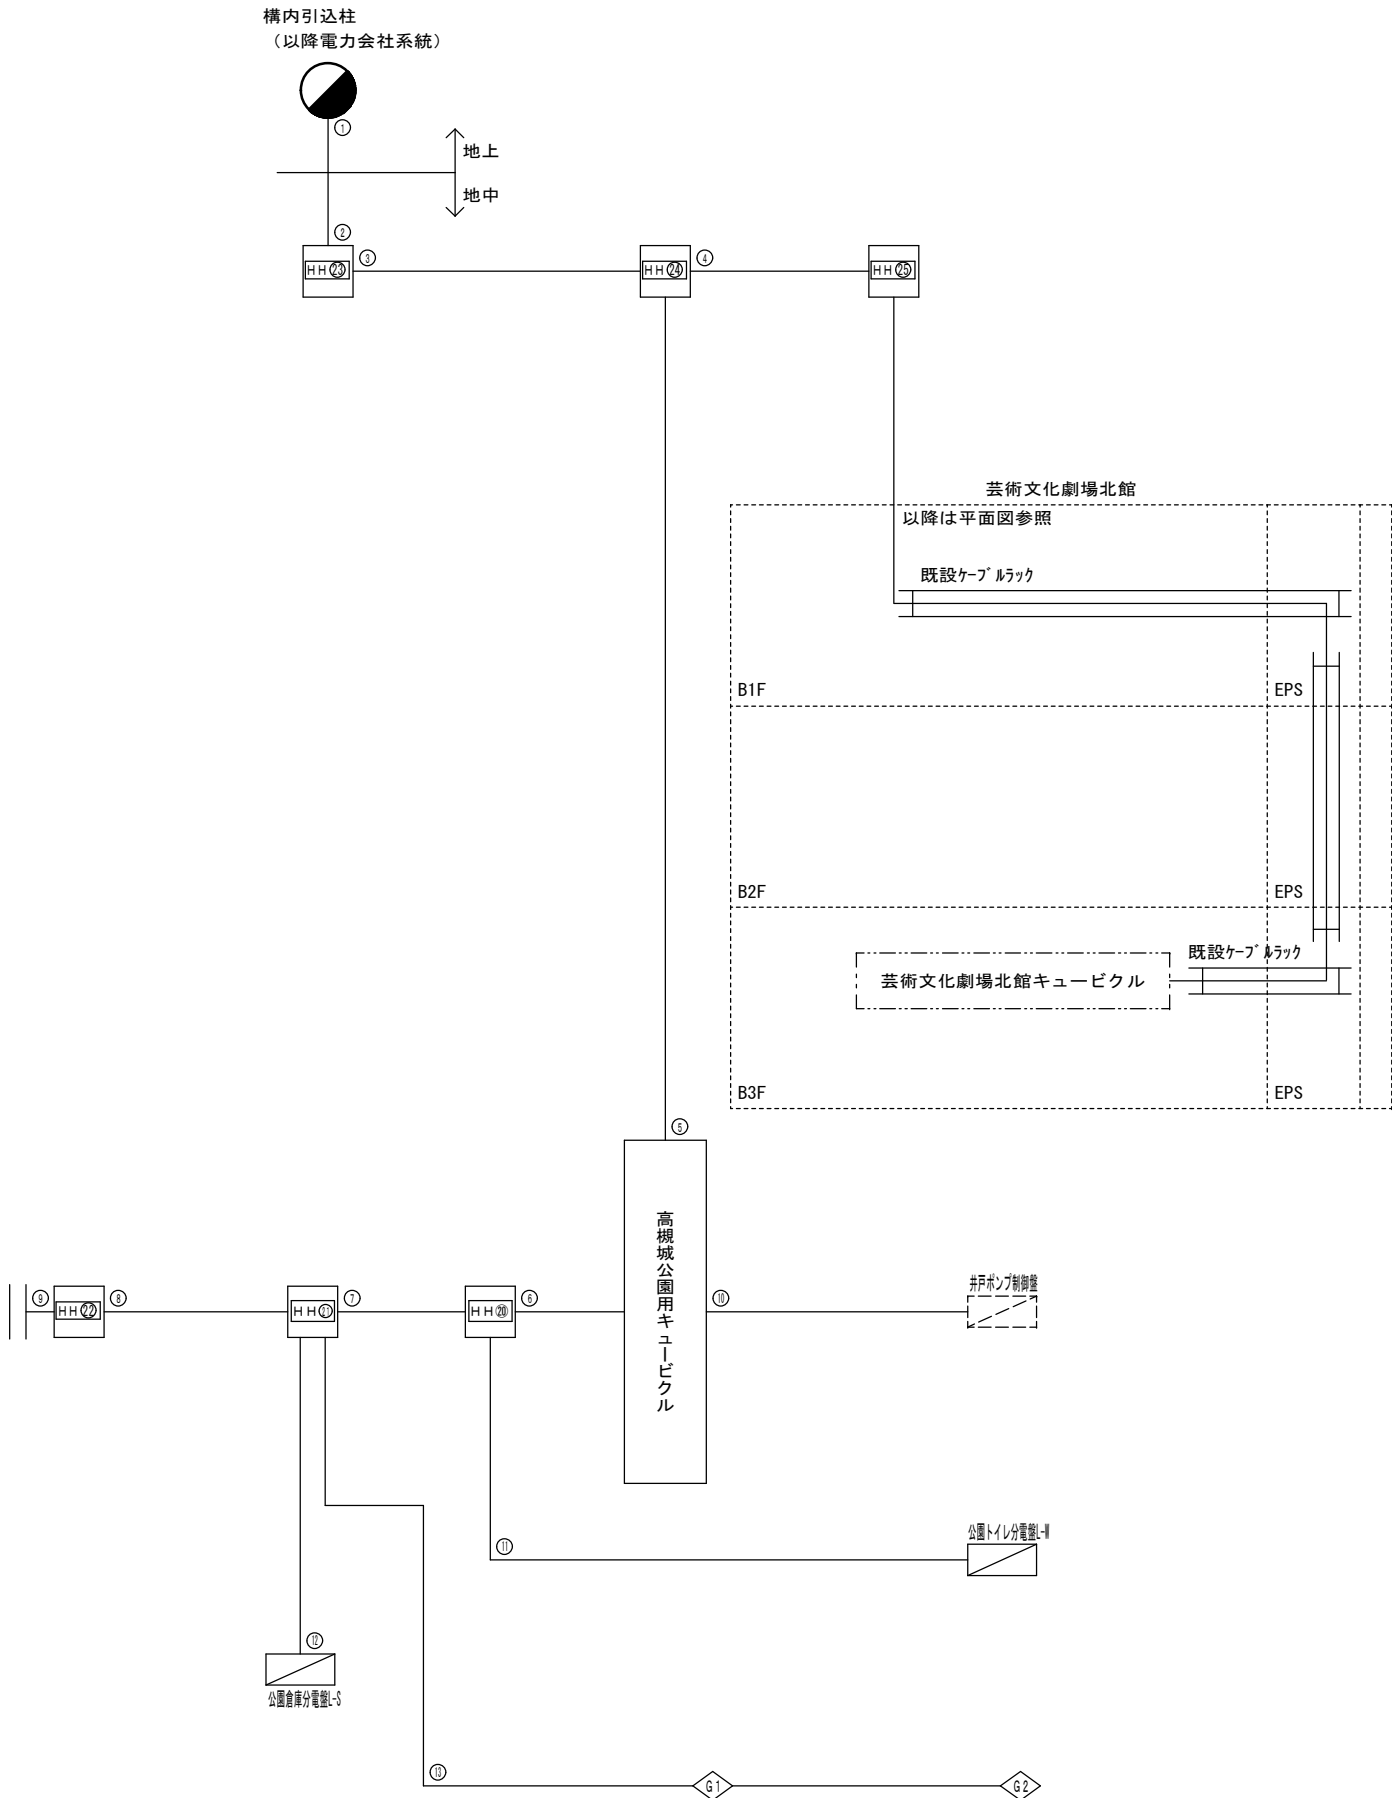 構内引込柱
（以降電力会社系統）
①
地上
地中
②
HH㉓
③
HH㉔
④
HH㉕
芸術文化劇場北館
以降は平面図参照
既設ｹｰﾌﾞﾙﾗｯｸ
B1F
EPS
B2F
EPS
既設ｹｰﾌﾞﾙﾗｯｸ
芸術文化劇場北館キュービクル
B3F
EPS
⑤
高槻城公園用キュービクル
⑨
HH㉒
⑧
HH㉑
⑦
HH⑳
⑥
⑩
井戸ポンプ制御盤
⑪
公園トイレ分電盤L-W
⑫
公園倉庫分電盤L-S
⑬
G1
G2